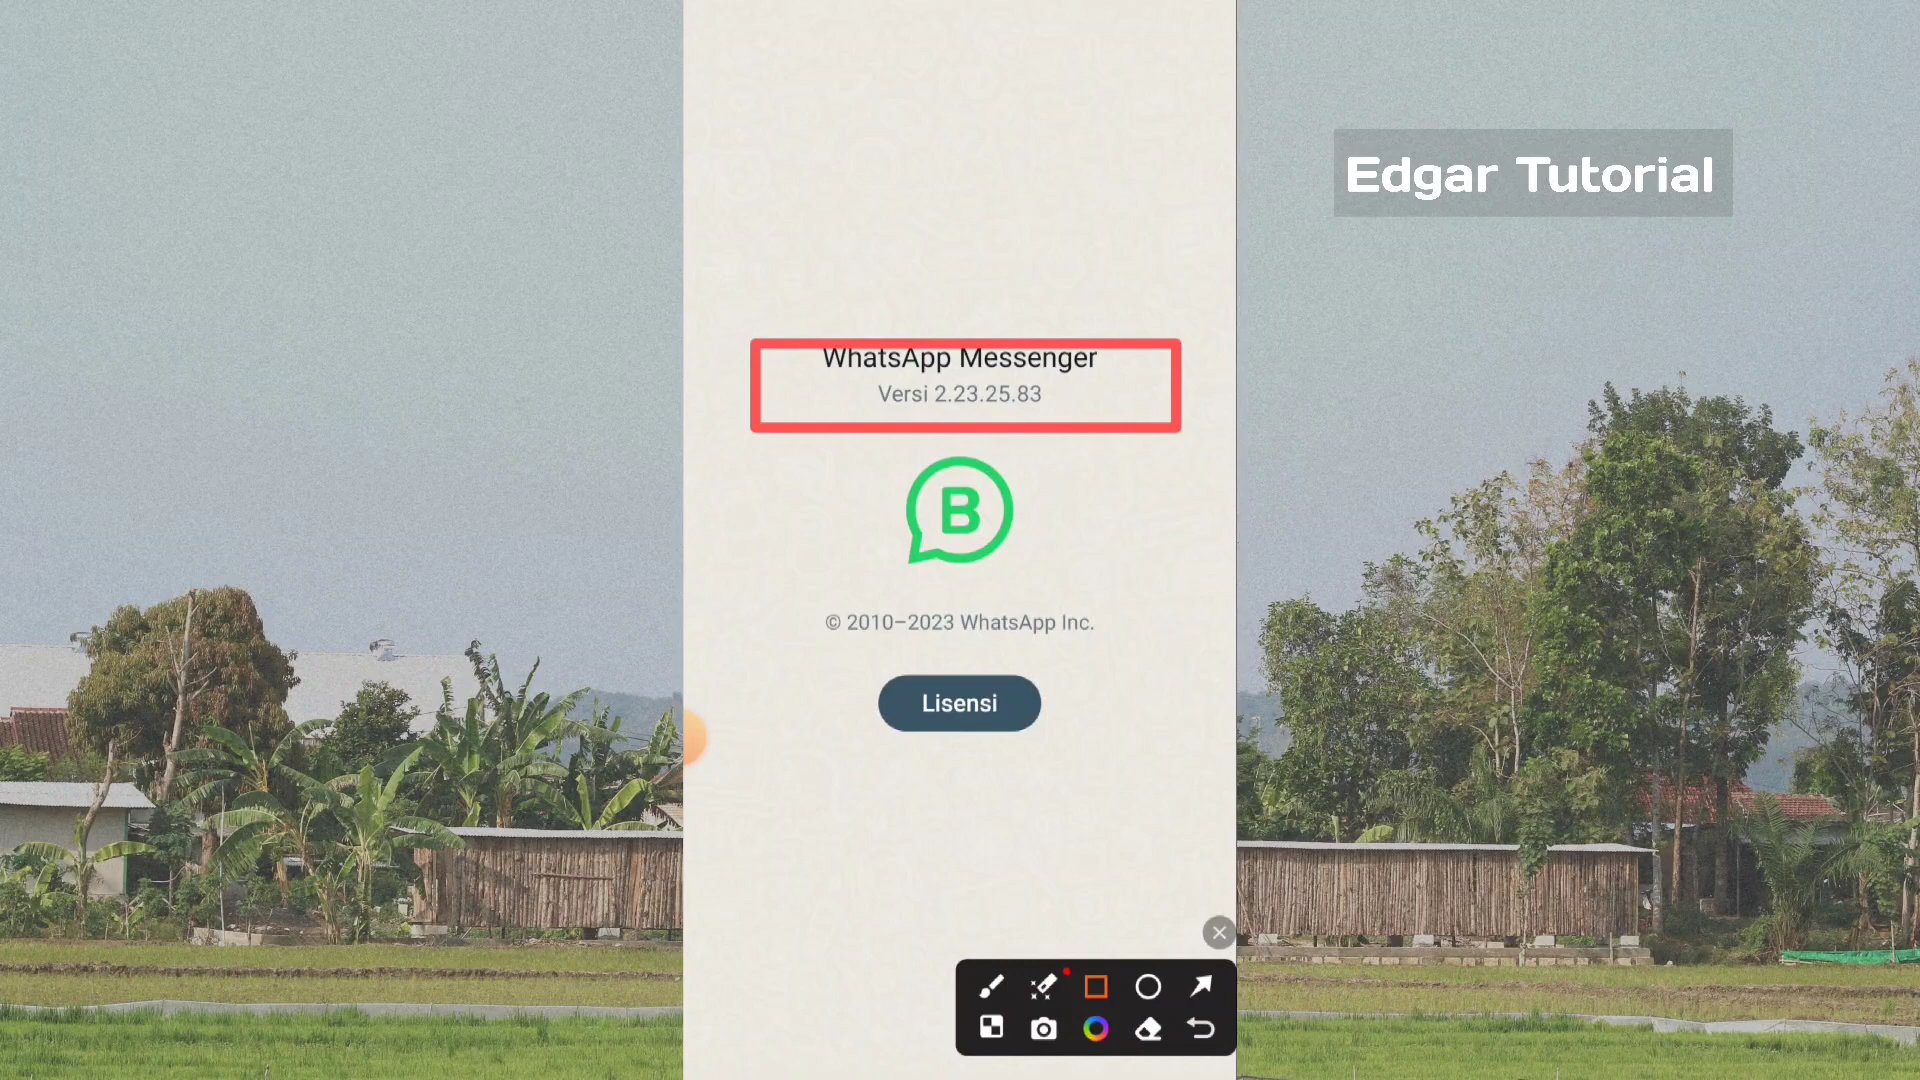 Edgar Tutorial
WhatsApp Messenger
Versi 2.23.25.83
B
© 2010–2023 WhatsApp Inc.
Lisensi